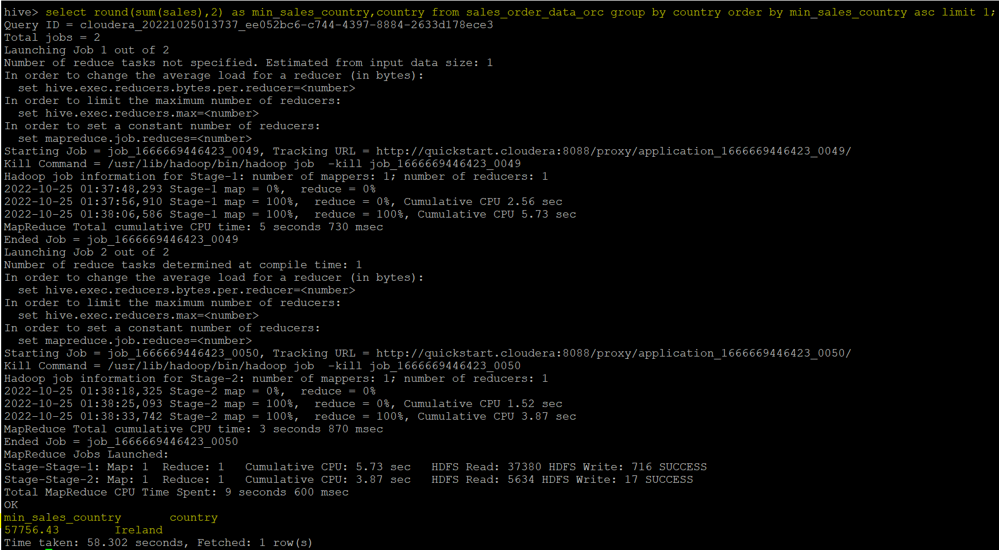 hive> select round(sum(sales),2) as min_sales_country,country from sales_order_data_orc group by country order by min_sales_country asc limit 1;
Query ID = cloudera_20221025013737_ee052bc6-c744-4397-8884-2633d178ece3
Total jobs = 2
Launching Job 1 out of 2
Number of reduce tasks not specified. Estimated from input data size: 1
In order to change the average load for a reducer (in bytes):
  set hive.exec.reducers.bytes.per.reducer=<number>
In order to limit the maximum number of reducers:
  set hive.exec.reducers.max=<number>
In order to set a constant number of reducers:
  set mapreduce.job.reduces=<number>
Starting Job = job_1666669446423_0049, Tracking URL = http://quickstart.cloudera:8088/proxy/application_1666669446423_0049/
Kill Command = /usr/lib/hadoop/bin/hadoop job  -kill job_1666669446423_0049
Hadoop job information for Stage-1: number of mappers: 1; number of reducers: 1
2022-10-25 01:37:48,293 Stage-1 map = 0%,  reduce = 0%
2022-10-25 01:37:56,910 Stage-1 map = 100%,  reduce = 0%, Cumulative CPU 2.56 sec
2022-10-25 01:38:06,586 Stage-1 map = 100%,  reduce = 100%, Cumulative CPU 5.73 sec
MapReduce Total cumulative CPU time: 5 seconds 730 msec
Ended Job = job_1666669446423_0049
Launching Job 2 out of 2
Number of reduce tasks determined at compile time: 1
In order to change the average load for a reducer (in bytes):
  set hive.exec.reducers.bytes.per.reducer=<number>
In order to limit the maximum number of reducers:
  set hive.exec.reducers.max=<number>
In order to set a constant number of reducers:
  set mapreduce.job.reduces=<number>
Starting Job = job_1666669446423_0050, Tracking URL = http://quickstart.cloudera:8088/proxy/application_1666669446423_0050/
Kill Command = /usr/lib/hadoop/bin/hadoop job  -kill job_1666669446423_0050
Hadoop job information for Stage-2: number of mappers: 1; number of reducers: 1
2022-10-25 01:38:18,325 Stage-2 map = 0%,  reduce = 0%
2022-10-25 01:38:25,093 Stage-2 map = 100%,  reduce = 0%, Cumulative CPU 1.52 sec
2022-10-25 01:38:33,742 Stage-2 map = 100%,  reduce = 100%, Cumulative CPU 3.87 sec
MapReduce Total cumulative CPU time: 3 seconds 870 msec
Ended Job = job_1666669446423_0050
MapReduce Jobs Launched:
Stage-Stage-1: Map: 1  Reduce: 1   Cumulative CPU: 5.73 sec   HDFS Read: 37380 HDFS Write: 716 SUCCESS
Stage-Stage-2: Map: 1  Reduce: 1   Cumulative CPU: 3.87 sec   HDFS Read: 5634 HDFS Write: 17 SUCCESS
Total MapReduce CPU Time Spent: 9 seconds 600 msec
OK
min_sales_country       country
57756.43        Ireland
Time taken: 58.302 seconds, Fetched: 1 row(s)